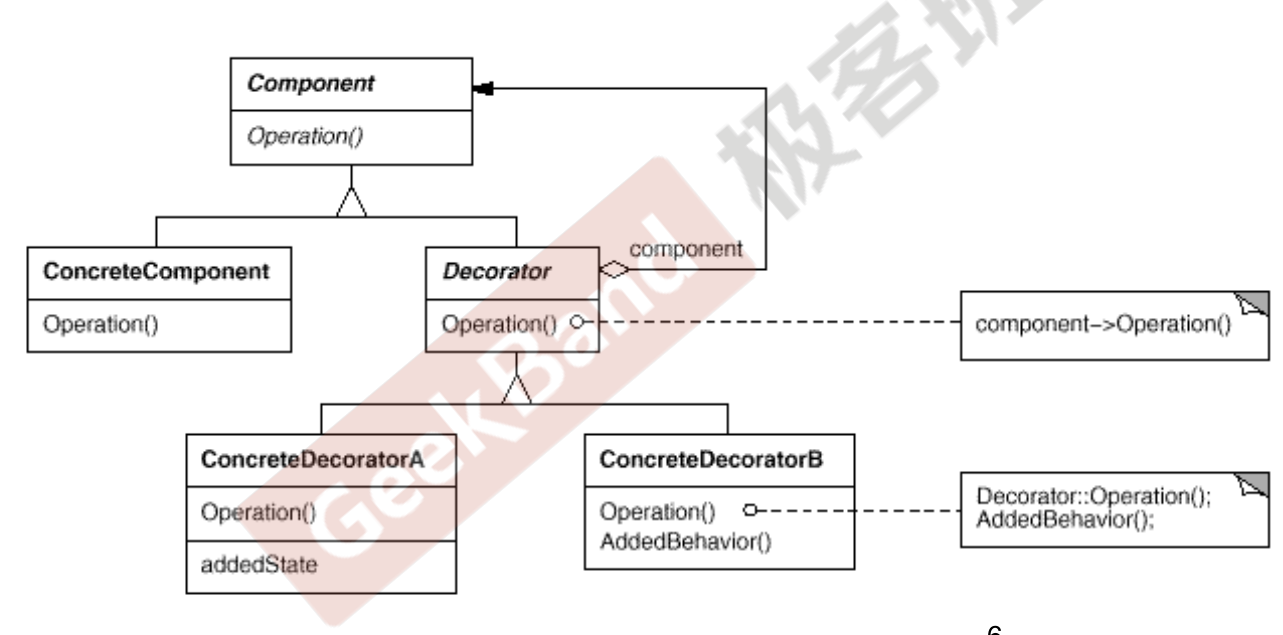 极客班
Component
Operation()
component
ConcreteComponent
Operation()
Decorator
Operation()
component–>Operation()
ConcreteDecoratorA
Operation()
addedState
ConcreteDecoratorB
Operation()
AddedBehavior()
Decorator::Operation();
AddedBehavior();
GeekBand
6